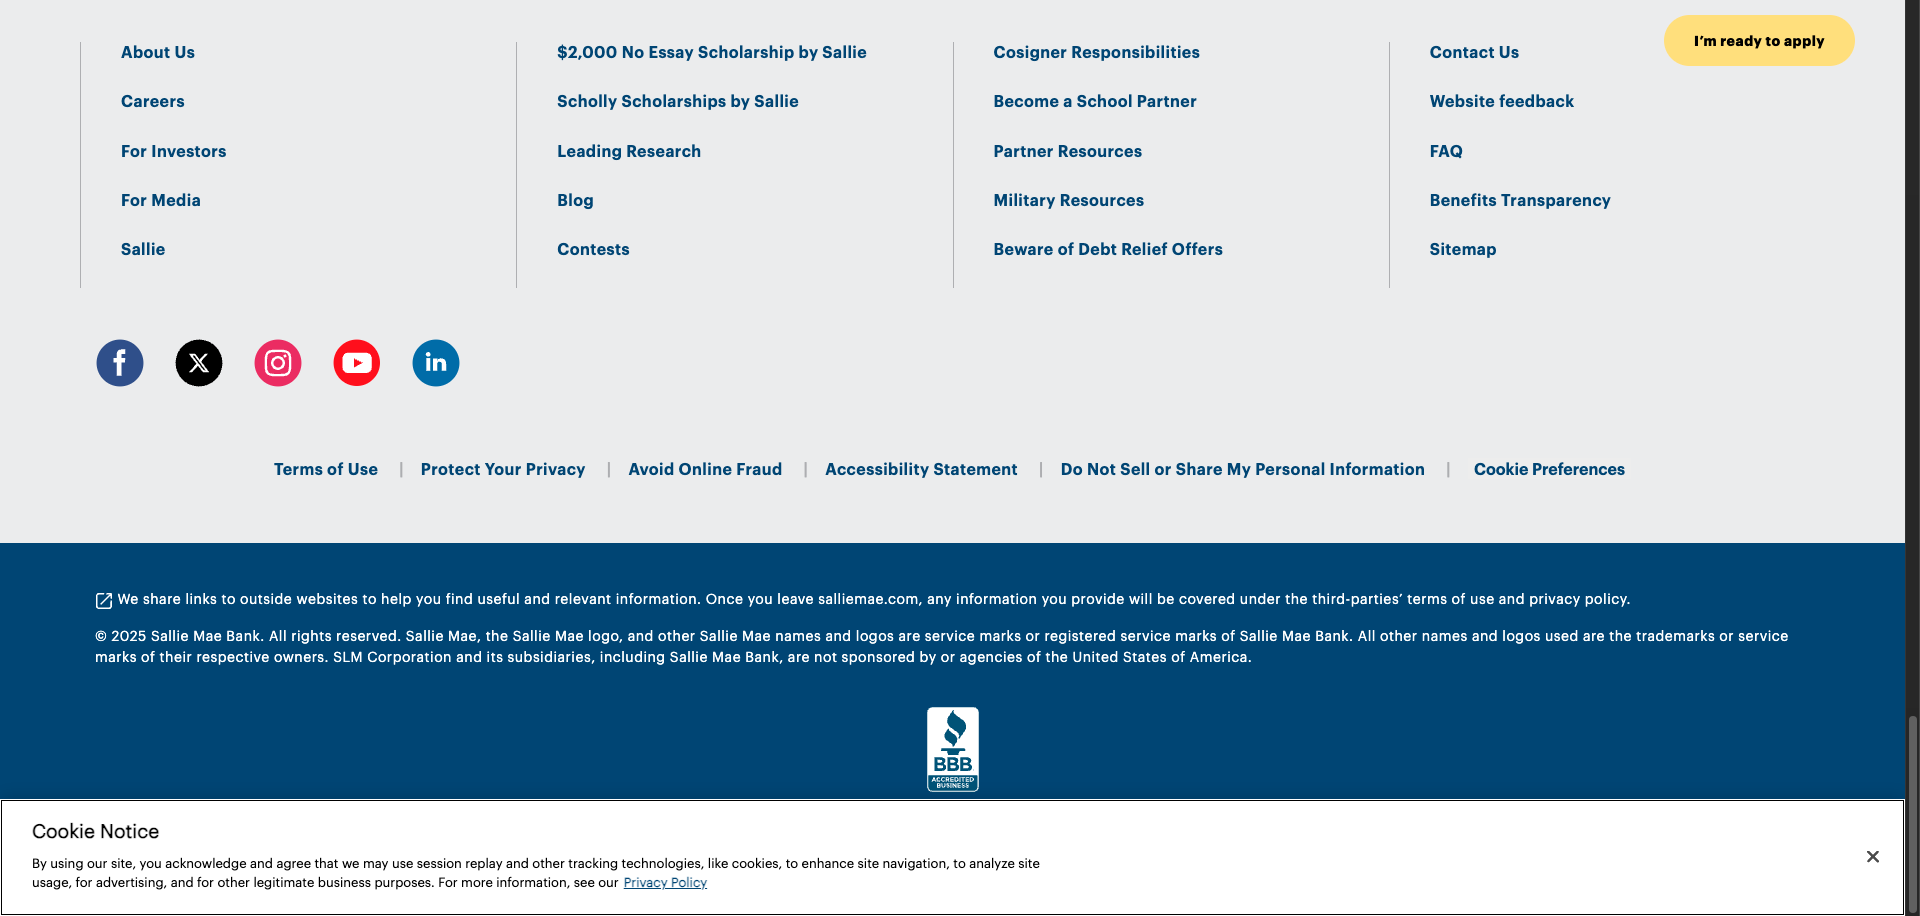 I'm ready to apply
About Us
Careers
For Investors
For Media
Sallie
$2,000 No Essay Scholarship by Sallie
Scholly Scholarships by Sallie
Leading Research
Blog
Contests
Cosigner Responsibilities
Become a School Partner
Partner Resources
Military Resources
Beware of Debt Relief Offers
Contact Us
Website feedback
FAQ
Benefits Transparency
Sitemap
f
X
in
Terms of Use | Protect Your Privacy | Avoid Online Fraud | Accessibility Statement | Do Not Sell or Share My Personal Information | Cookie Preferences
We share links to outside websites to help you find useful and relevant information. Once you leave salliemae.com, any information you provide will be covered under the third-parties’ terms of use and privacy policy.
© 2025 Sallie Mae Bank. All rights reserved. Sallie Mae, the Sallie Mae logo, and other Sallie Mae names and logos are service marks or registered service marks of Sallie Mae Bank. All other names and logos used are the trademarks or service
marks of their respective owners. SLM Corporation and its subsidiaries, including Sallie Mae Bank, are not sponsored by or agencies of the United States of America.
BBB
ACCREDITED
BUSINESS
Cookie Notice
By using our site, you acknowledge and agree that we may use session replay and other tracking technologies, like cookies, to enhance site navigation, to analyze site
usage, for advertising, and for other legitimate business purposes. For more information, see our Privacy Policy